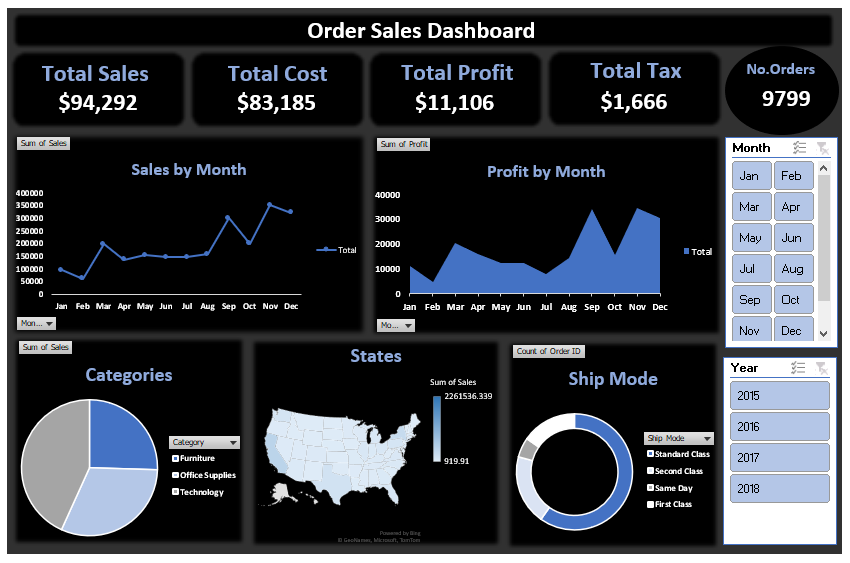 Order Sales Dashboard
Total Sales
$94,292
Total Cost
$83,185
Total Profit
$11,106
Total Tax
$1,666
No.Orders
9799
Sum of Sales
Sales by Month
400000
350000
300000
250000
200000
150000
100000
50000
0
Jan Feb Mar Apr May Jun Jul Aug Sep Oct Nov Dec
Total
Mon...
Sum of Profit
Profit by Month
40000
30000
20000
10000
0
Jan Feb Mar Apr May Jun Jul Aug Sep Oct Nov Dec
Total
Mo...
Month
Jan Feb
Mar Apr
May Jun
Jul Aug
Sep Oct
Nov Dec
Sum of Sales
Categories
Category
Furniture
Office Supplies
Technology
States
Sum of Sales
2261536.339
919.91
Powered by Bing
© GeoNames, Microsoft, TomTom
Count of Order ID
Ship Mode
Ship Mode
Standard Class
Second Class
Same Day
First Class
Year
2015
2016
2017
2018